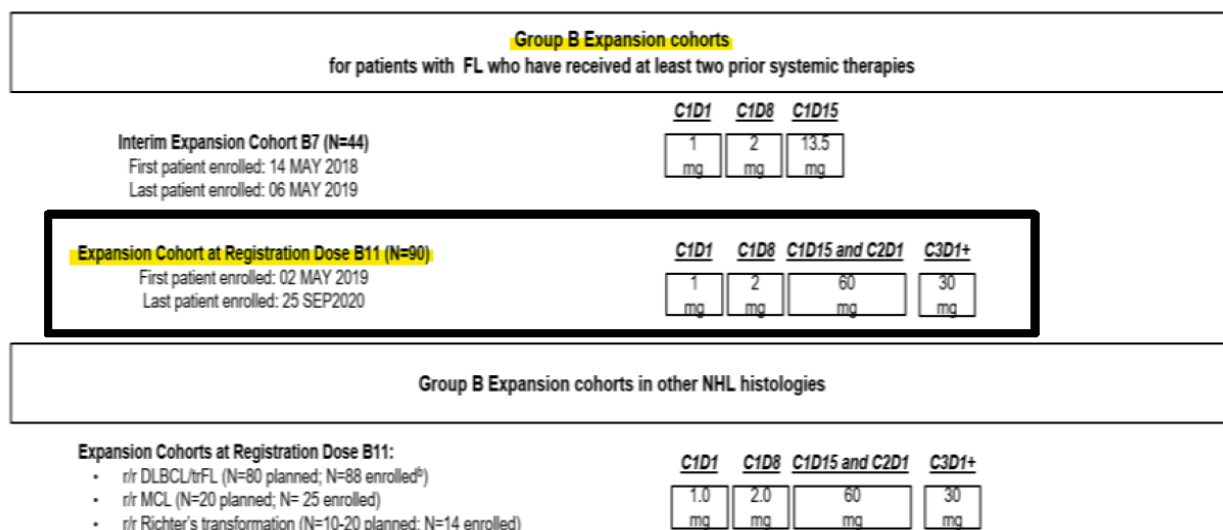 Group B Expansion cohorts
for patients with FL who have received at least two prior systemic therapies
C1D1 C1D8 C1D15
Interim Expansion Cohort B7 (N=44)
First patient enrolled: 14 MAY 2018
Last patient enrolled: 06 MAY 2019
1 2 13.5
mg mg mg
Expansion Cohort at Registration Dose B11 (N=90)
First patient enrolled: 02 MAY 2019
Last patient enrolled: 25 SEP2020
C1D1 C1D8 C1D15 and C2D1 C3D1+
1 2 60 30
mg mg mg mg
Group B Expansion cohorts in other NHL histologies
Expansion Cohorts at Registration Dose B11:
• r/r DLBCL/trFL (N=80 planned; N=88 enrolledᵇ)
• r/r MCL (N=20 planned; N= 25 enrolled)
• r/r Richter's transformation (N=10-20 planned; N=14 enrolled)
C1D1 C1D8 C1D15 and C2D1 C3D1+
1.0 2.0 60 30
mg mg mg mg